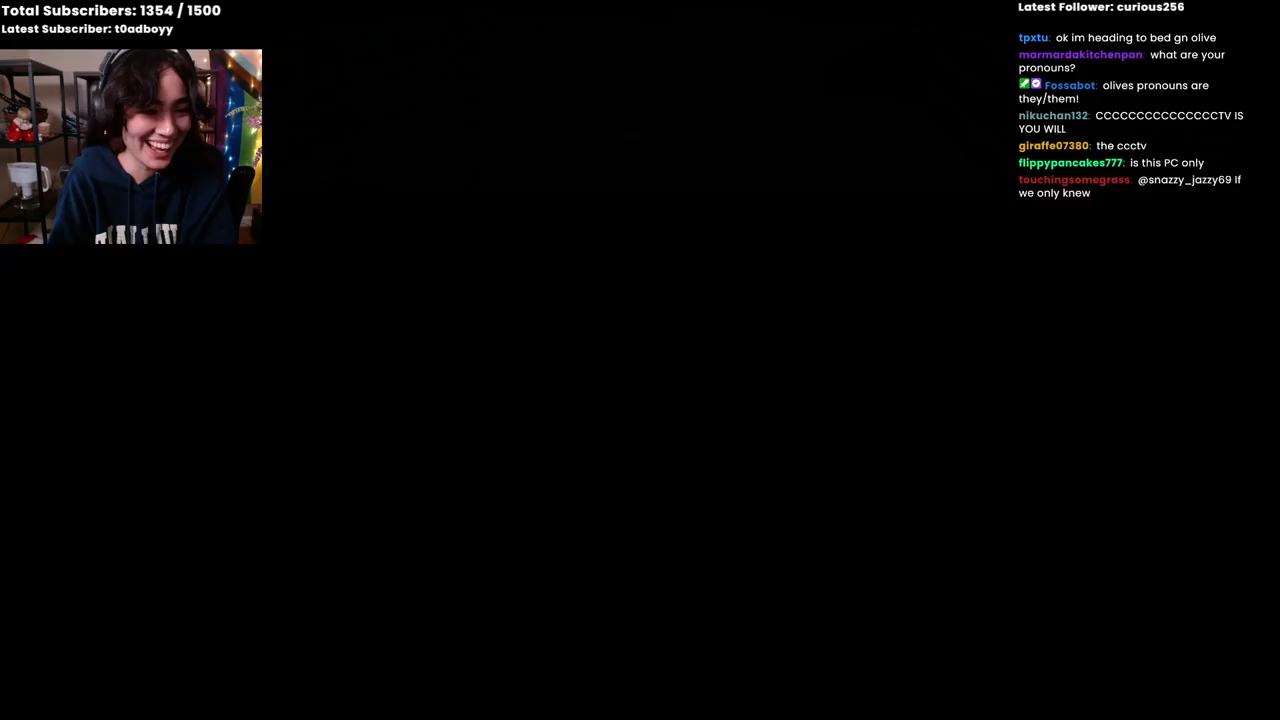 Total Subscribers: 1354 / 1500
Latest Subscriber: t0adboyy
Latest Follower: curious256
tpxtu: ok im heading to bed gn olive
marmardakitchenpan: what are your
pronouns?
Fossabot: olives pronouns are
they/them!
nikuchan132: CCCCCCCCCCCCCCCTV IS
YOU WILL
giraffe07380: the ccctv
flippypancakes777: is this PC only
touchingsomegrass: @snazzy_jazzy69 If
we only knew